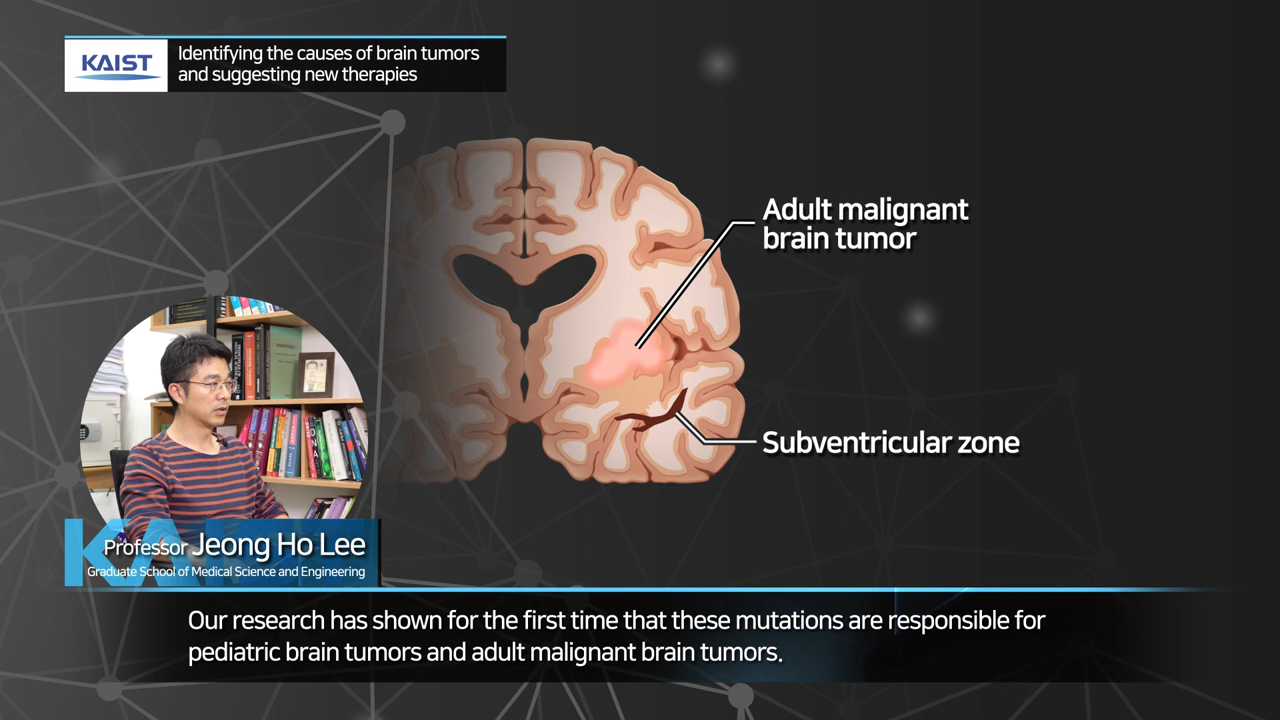 KAIST
Identifying the causes of brain tumors
and suggesting new therapies
Adult malignant
brain tumor
Subventricular zone
DNA
KA
Professor Jeong Ho Lee
Graduate School of Medical Science and Engineering
Our research has shown for the first time that these mutations are responsible for
pediatric brain tumors and adult malignant brain tumors.